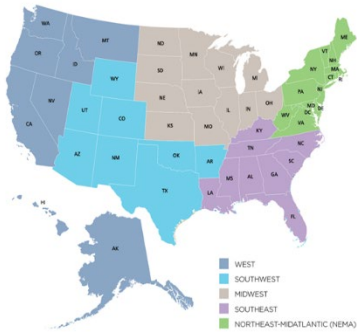 WA
MT
ND
MN
ME
VT
NH
OR
ID
SD
WI
MI
NY
MA
CT
RI
WY
NE
IA
PA
NJ
NV
UT
CO
IL
IN
OH
MD
DE
DC
WV
VA
CA
KS
MO
KY
AZ
NM
OK
AR
TN
NC
SC
TX
LA
MS
AL
GA
FL
HI
AK
WEST
SOUTHWEST
MIDWEST
SOUTHEAST
NORTHEAST-MIDATLANTIC (NEMA)